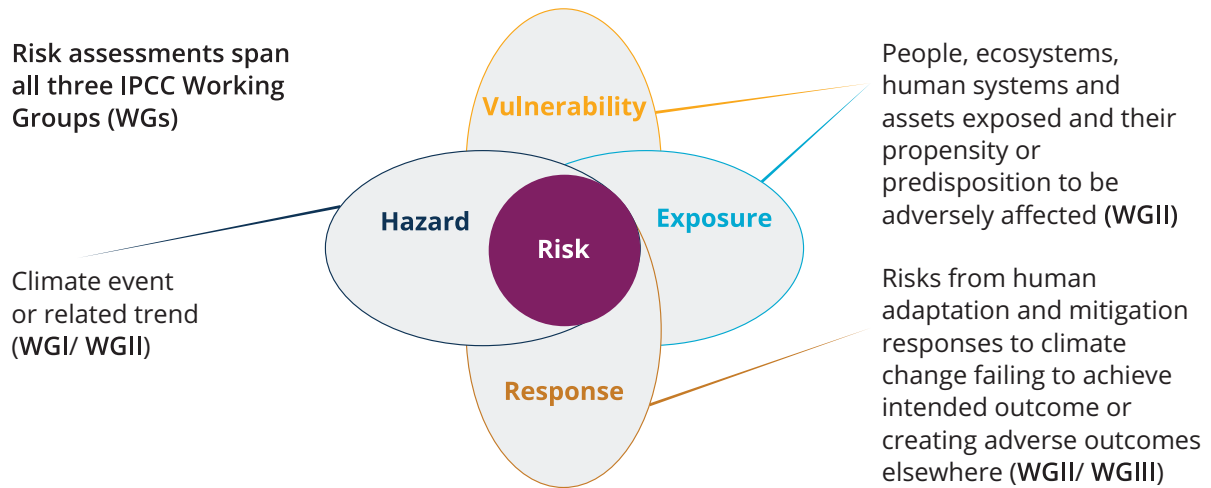 Risk assessments span
all three IPCC Working
Groups (WGs)
Vulnerability
People, ecosystems,
human systems and
assets exposed and their
propensity or
predisposition to be
adversely affected (WGII)
Hazard
Risk
Exposure
Climate event
or related trend
(WGI/ WGII)
Response
Risks from human
adaptation and mitigation
responses to climate
change failing to achieve
intended outcome or
creating adverse outcomes
elsewhere (WGII/ WGIII)